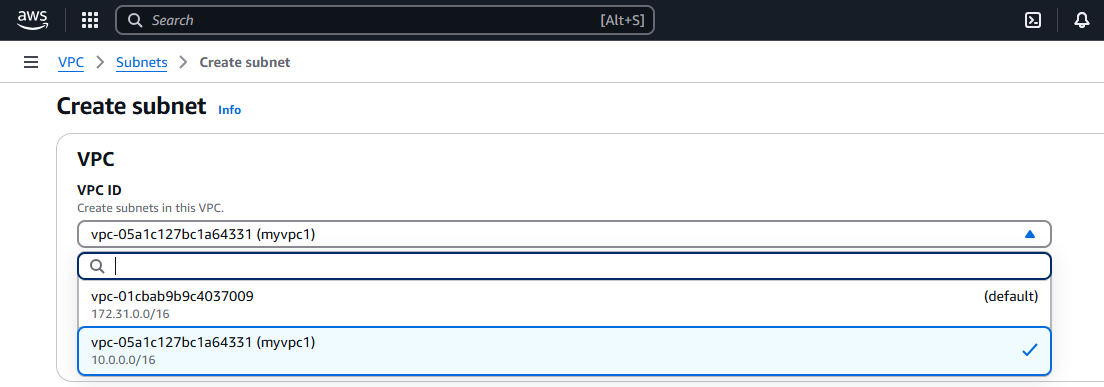 aws
Search [Alt+S]
VPC > Subnets > Create subnet
Create subnet Info
VPC
VPC ID
Create subnets in this VPC.
vpc-05a1c127bc1a64331 (myvpc1)
vpc-01cbab9b9c4037009 (default)
172.31.0.0/16
vpc-05a1c127bc1a64331 (myvpc1)
10.0.0.0/16